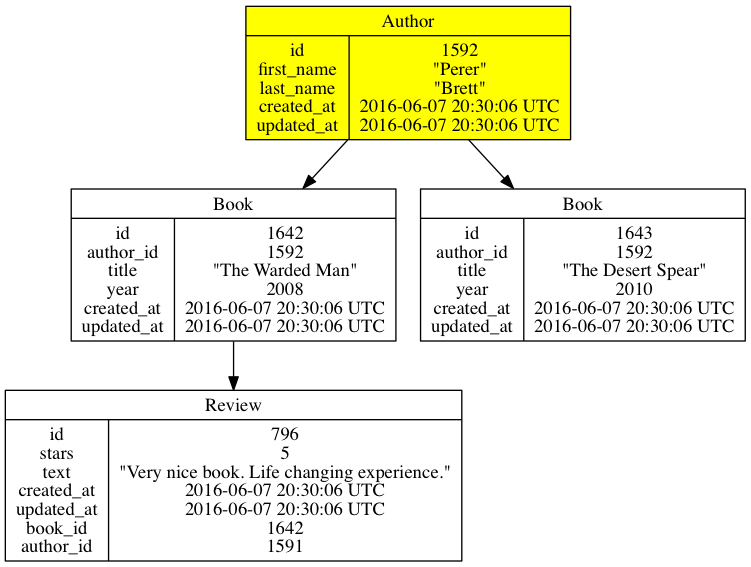 Author
id 1592
first_name "Perer"
last_name "Brett"
created_at 2016-06-07 20:30:06 UTC
updated_at 2016-06-07 20:30:06 UTC
Book
id 1642
author_id 1592
title "The Warded Man"
year 2008
created_at 2016-06-07 20:30:06 UTC
updated_at 2016-06-07 20:30:06 UTC
Book
id 1643
author_id 1592
title "The Desert Spear"
year 2010
created_at 2016-06-07 20:30:06 UTC
updated_at 2016-06-07 20:30:06 UTC
Review
id 796
stars 5
text "Very nice book. Life changing experience."
created_at 2016-06-07 20:30:06 UTC
updated_at 2016-06-07 20:30:06 UTC
book_id 1642
author_id 1591